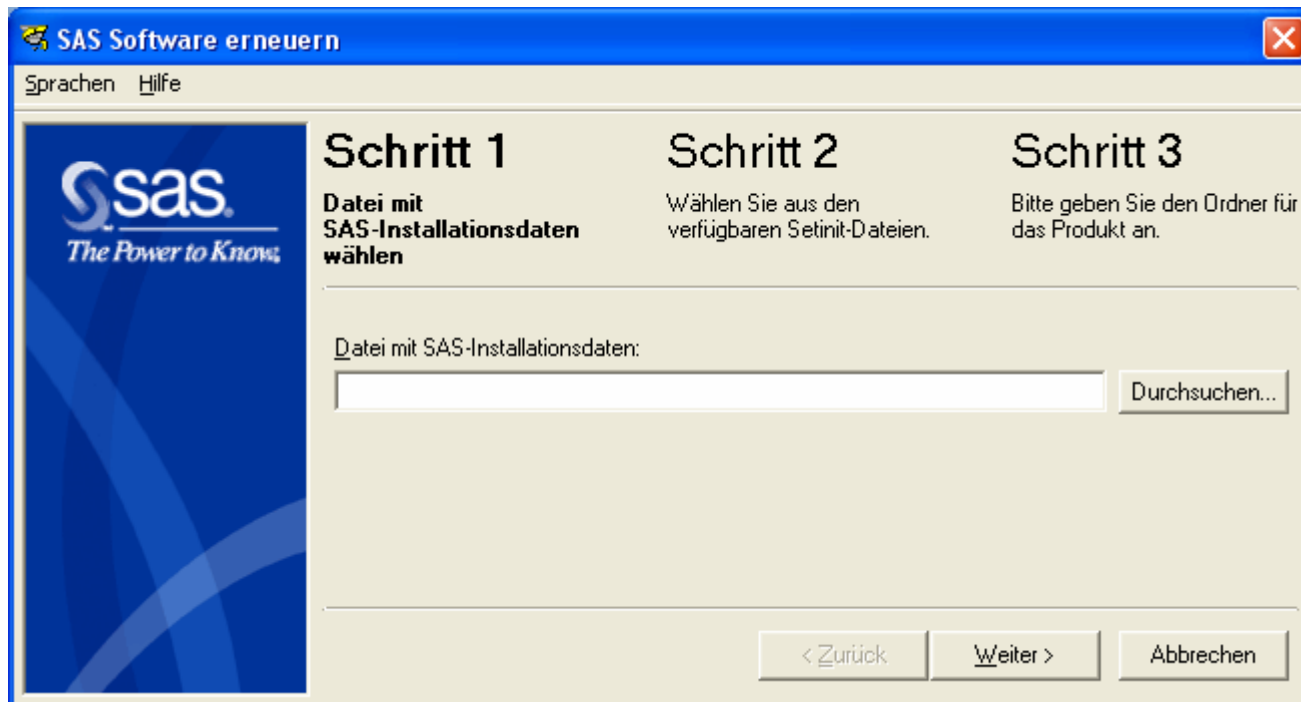 SAS Software erneuern
Sprachen Hilfe
sas.
The Power to Know.
Schritt 1
Datei mit
SAS-Installationsdaten
wählen
Schritt 2
Wählen Sie aus den
verfügbaren Setinit-Dateien.
Schritt 3
Bitte geben Sie den Ordner für
das Produkt an.
Datei mit SAS-Installationsdaten:
Durchsuchen...
< Zurück
Weiter >
Abbrechen